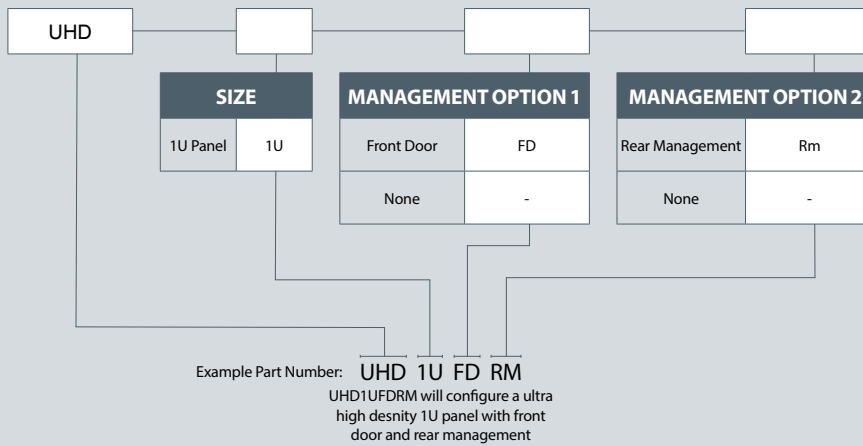 UHD
SIZE
1U Panel 1U
MANAGEMENT OPTION 1
Front Door FD
None -
MANAGEMENT OPTION 2
Rear Management Rm
None -
Example Part Number: UHD 1U FD RM
UHD1UFDRM will configure a ultra
high desnity 1U panel with front
door and rear management